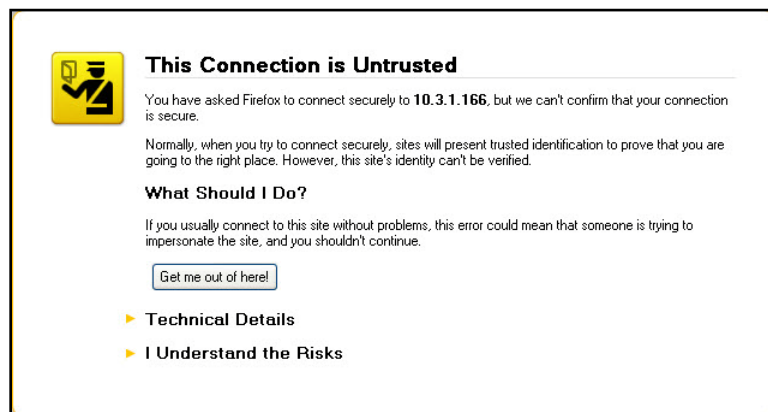 This Connection is Untrusted
You have asked Firefox to connect securely to 10.3.1.166, but we can't confirm that your connection
is secure.
Normally, when you try to connect securely, sites will present trusted identification to prove that you are
going to the right place. However, this site's identity can't be verified.
What Should I Do?
If you usually connect to this site without problems, this error could mean that someone is trying to
impersonate the site, and you shouldn't continue.
Get me out of here!
Technical Details
I Understand the Risks